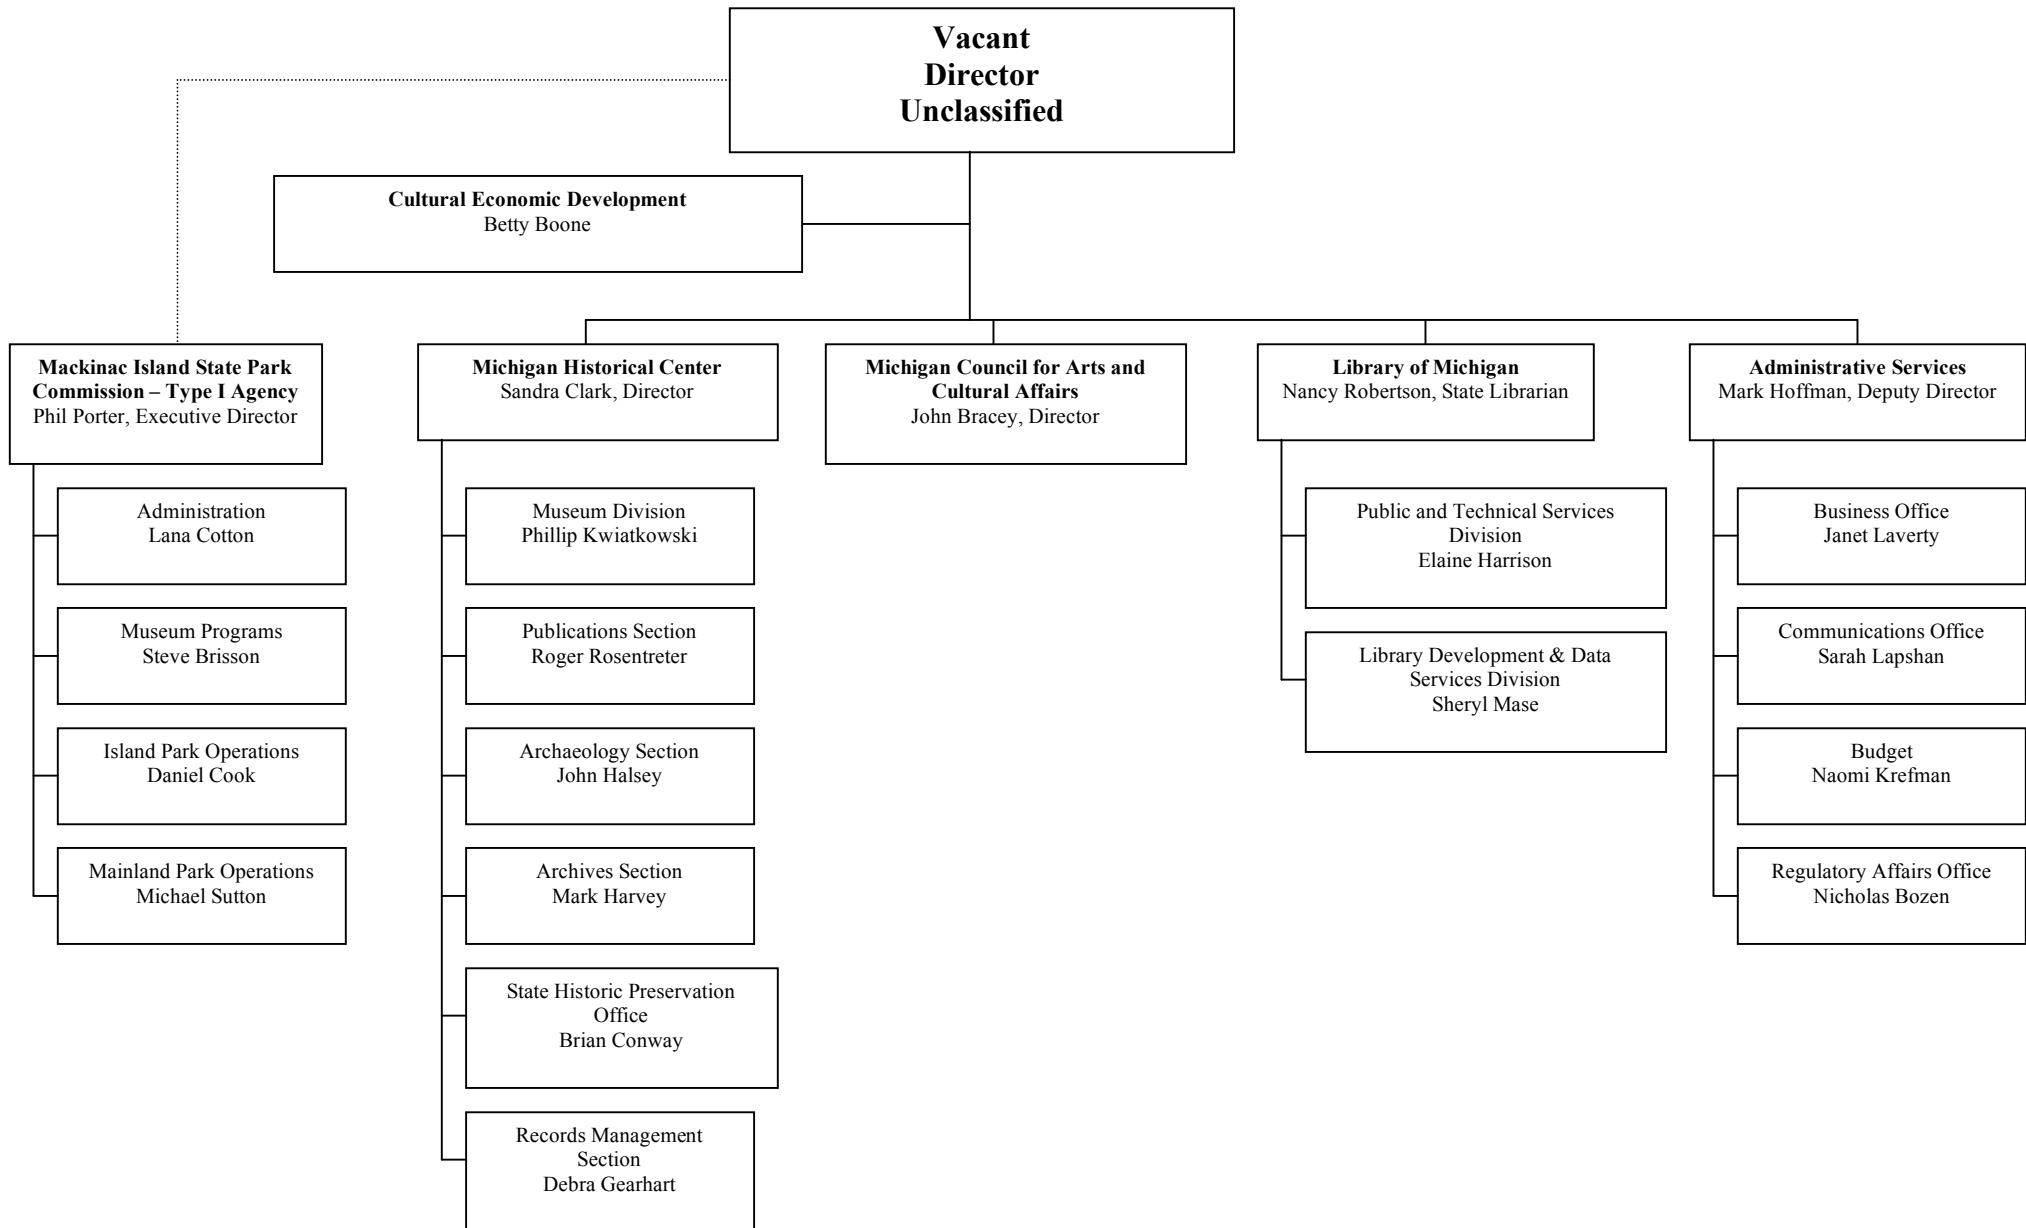 Vacant
Director
Unclassified
Cultural Economic Development
Betty Boone
Mackinac Island State Park
Commission – Type I Agency
Phil Porter, Executive Director
Administration
Lana Cotton
Museum Programs
Steve Brisson
Island Park Operations
Daniel Cook
Mainland Park Operations
Michael Sutton
Michigan Historical Center
Sandra Clark, Director
Museum Division
Phillip Kwiatkowski
Publications Section
Roger Rosentreter
Archaeology Section
John Halsey
Archives Section
Mark Harvey
State Historic Preservation
Office
Brian Conway
Records Management
Section
Debra Gearhart
Michigan Council for Arts and
Cultural Affairs
John Bracey, Director
Library of Michigan
Nancy Robertson, State Librarian
Public and Technical Services
Division
Elaine Harrison
Library Development & Data
Services Division
Sheryl Mase
Administrative Services
Mark Hoffman, Deputy Director
Business Office
Janet Laverty
Communications Office
Sarah Lapshan
Budget
Naomi Krefman
Regulatory Affairs Office
Nicholas Bozen